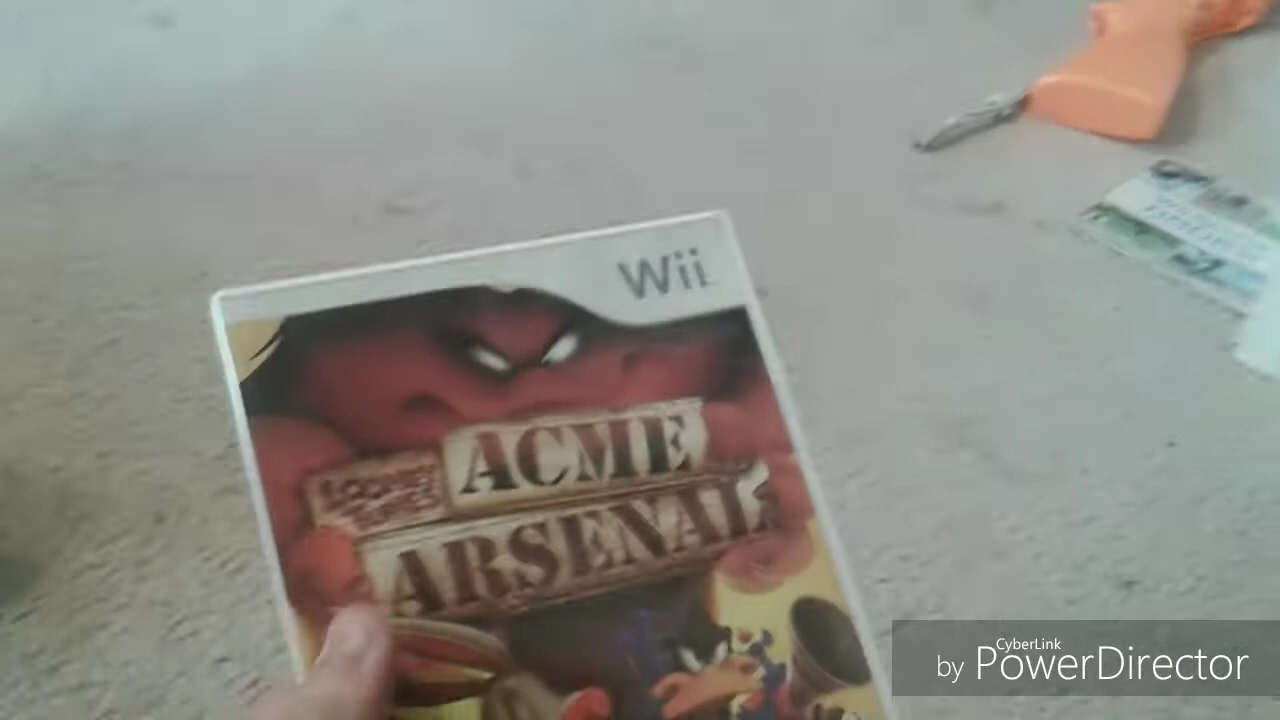 Wii
LOONEY
TUNES
ACME
ARSENAL
CyberLink
by PowerDirector